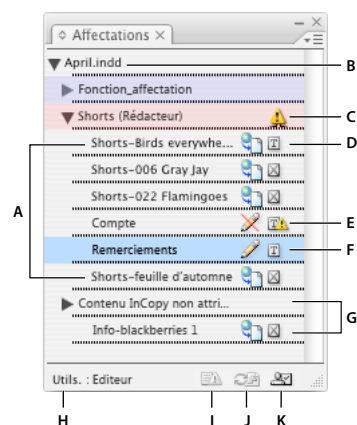 Affectations
April.indd
B
Fonction_affectation
Shorts (Rédacteur)
C
Shorts-Birds everywhe...
D
Shorts-006 Gray Jay
A
Shorts-022 Flamingoes
Compte
E
Remerciements
F
Shorts-feuille d'automne
Contenu InCopy non attri...
G
Info-blackberries 1
Utils. : Editeur
H
I
J
K